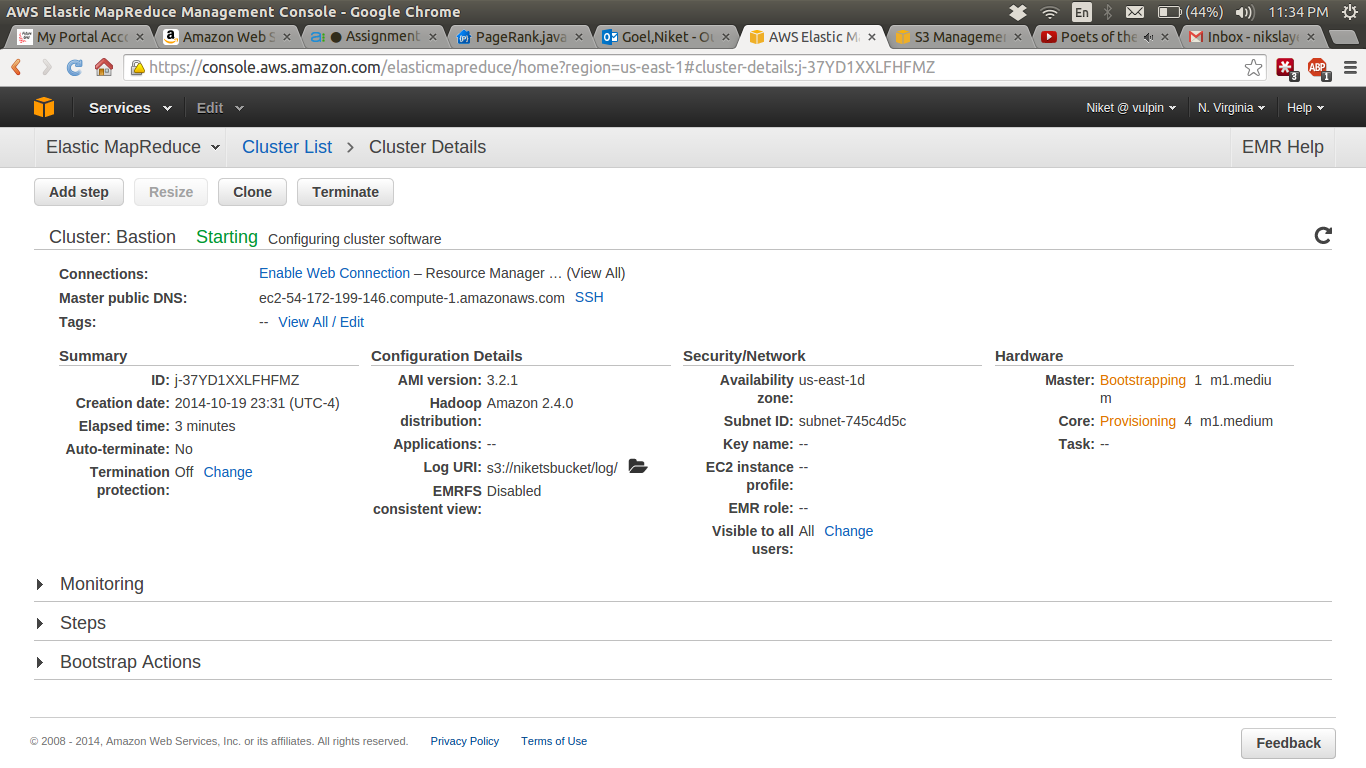 AWS Elastic MapReduce Management Console - Google Chrome
En (44%) 11:34 PM
My Portal Acc Amazon Web S Assignment PageRank.java Goel,Niket - Ou AWS Elastic M S3 Managemen Poets of the Inbox - nikslaye
https://console.aws.amazon.com/elasticmapreduce/home?region=us-east-1#cluster-details:j-37YD1XXLFHFMZ
3 ABP 1
Services Edit Niket @ vulpin N. Virginia Help
Elastic MapReduce Cluster List > Cluster Details EMR Help
Add step Resize Clone Terminate
Cluster: Bastion Starting Configuring cluster software
Connections: Enable Web Connection – Resource Manager … (View All)
Master public DNS: ec2-54-172-199-146.compute-1.amazonaws.com SSH
Tags: -- View All / Edit
Summary
ID: j-37YD1XXLFHFMZ
Creation date: 2014-10-19 23:31 (UTC-4)
Elapsed time: 3 minutes
Auto-terminate: No
Termination Off Change
protection:
Configuration Details
AMI version: 3.2.1
Hadoop Amazon 2.4.0
distribution:
Applications: --
Log URI: s3://niketsbucket/log/
EMRFS Disabled
consistent view:
Security/Network
Availability us-east-1d
zone:
Subnet ID: subnet-745c4d5c
Key name: --
EC2 instance --
profile:
EMR role: --
Visible to all All Change
users:
Hardware
Master: Bootstrapping 1 m1.mediu
m
Core: Provisioning 4 m1.medium
Task: --
Monitoring
Steps
Bootstrap Actions
© 2008 - 2014, Amazon Web Services, Inc. or its affiliates. All rights reserved. Privacy Policy Terms of Use
Feedback